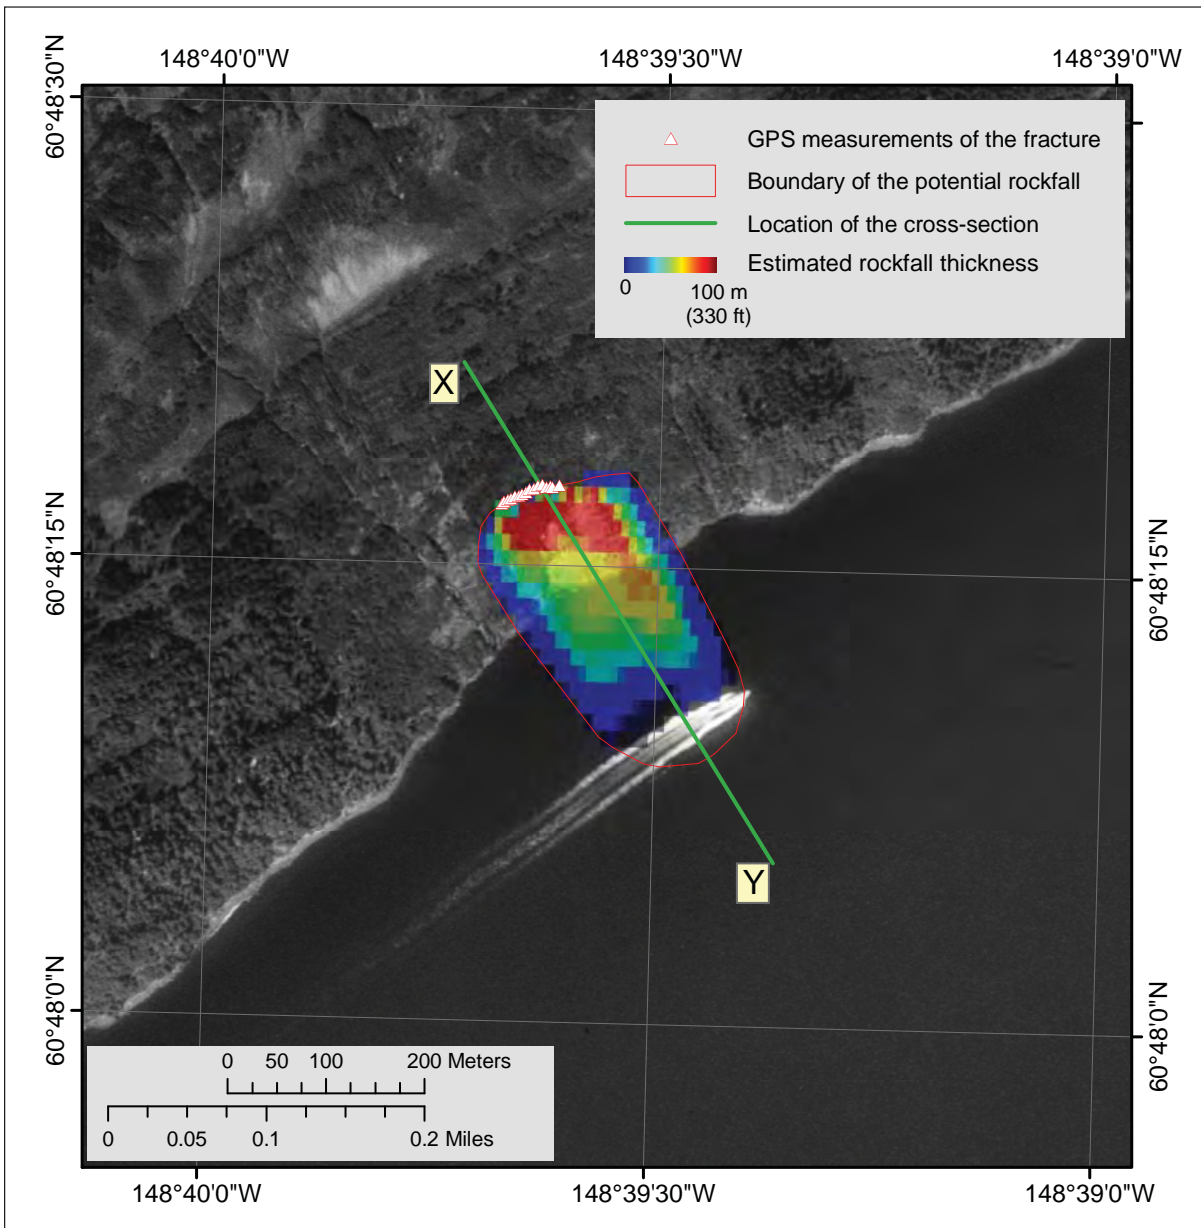 148°40'0"W 148°39'30"W 148°39'0"W
60°48'30"N
GPS measurements of the fracture
Boundary of the potential rockfall
Location of the cross-section
Estimated rockfall thickness
0 100 m
(330 ft)
X
60°48'15"N
60°48'15"N
Y
60°48'0"N
60°48'0"N
0 50 100 200 Meters
0 0.05 0.1 0.2 Miles
148°40'0"W 148°39'30"W 148°39'0"W